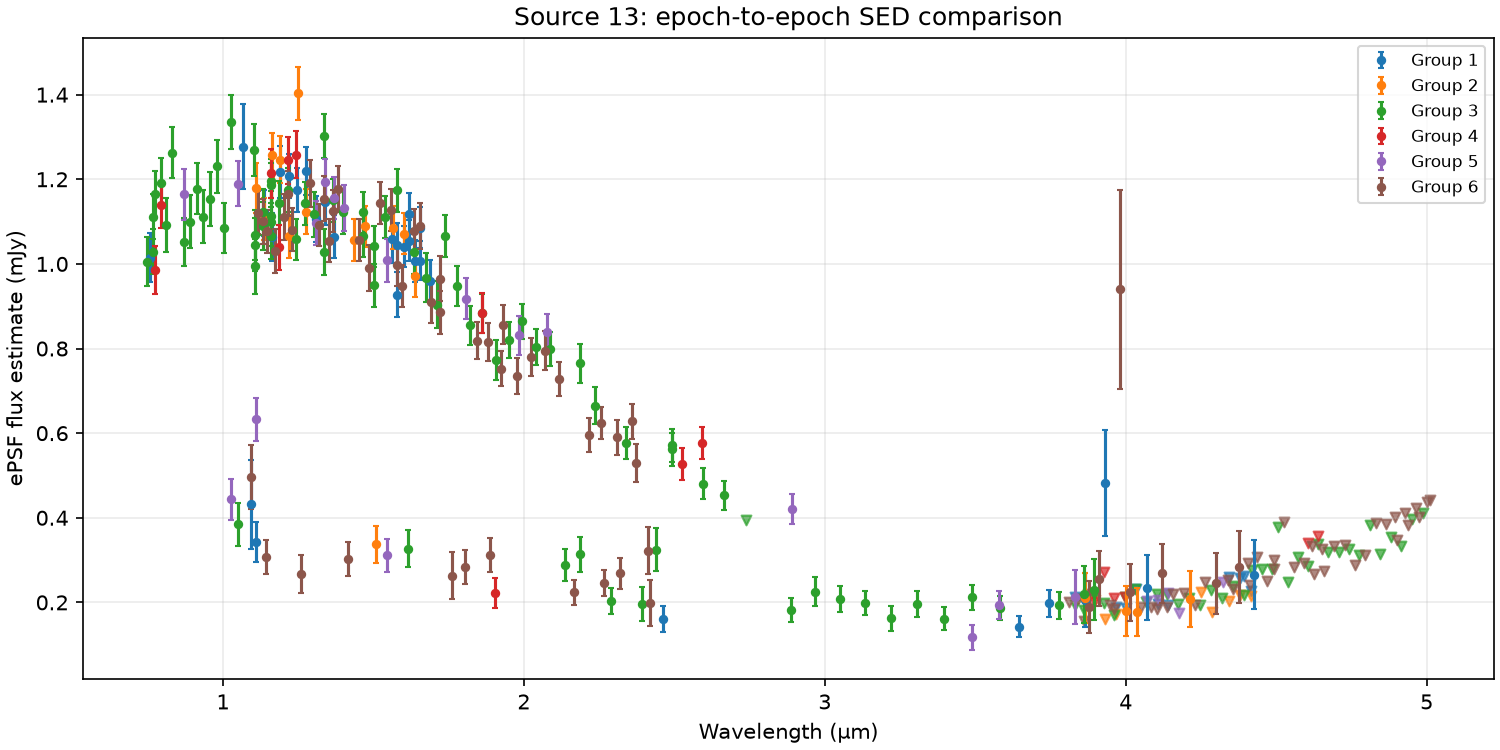 Source 13: epoch-to-epoch SED comparison
ePSF flux estimate (mJy)
1.4
1.2
1.0
0.8
0.6
0.4
0.2
Group 1
Group 2
Group 3
Group 4
Group 5
Group 6
1 2 3 4 5
Wavelength (µm)